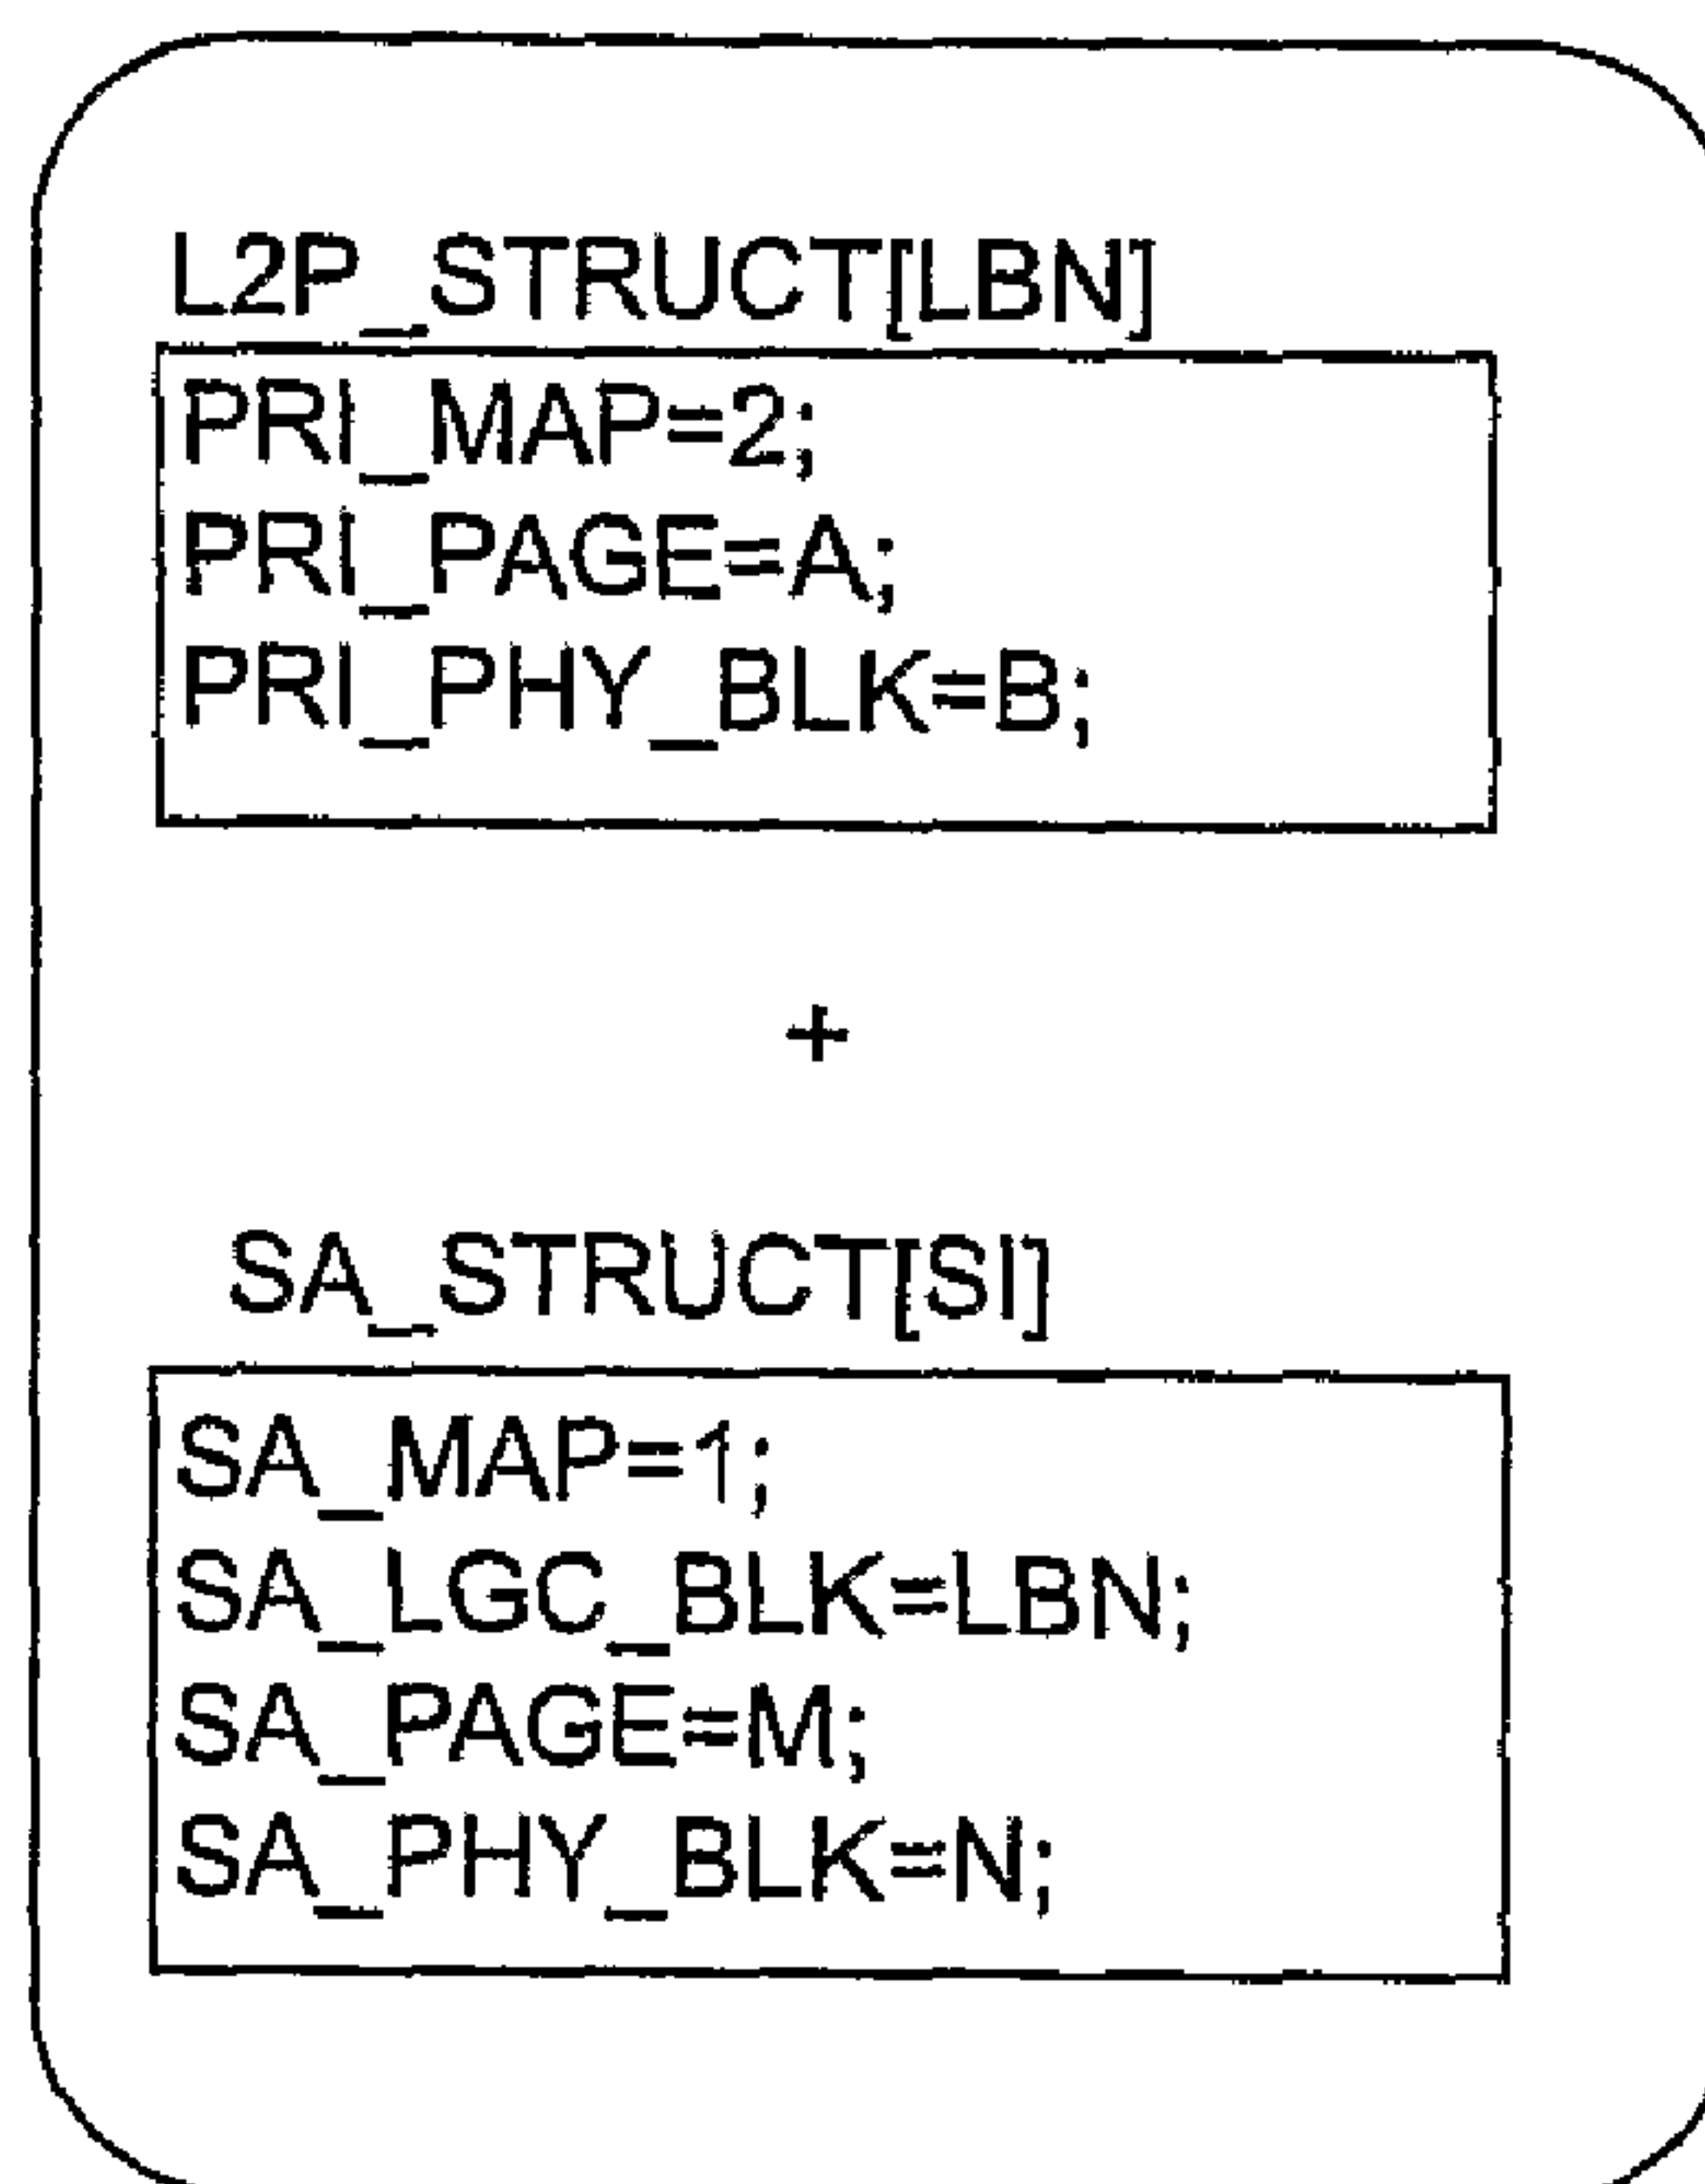 L2P_STRUCT[LBN]
PRI_MAP=2;
PRI_PAGE=A;
PRI_PHY_BLK=B;
+
SA_STRUCT[SI]
SA_MAP=1;
SA_LGC_BLK=LBN;
SA_PAGE=M;
SA_PHY_BLK=N;